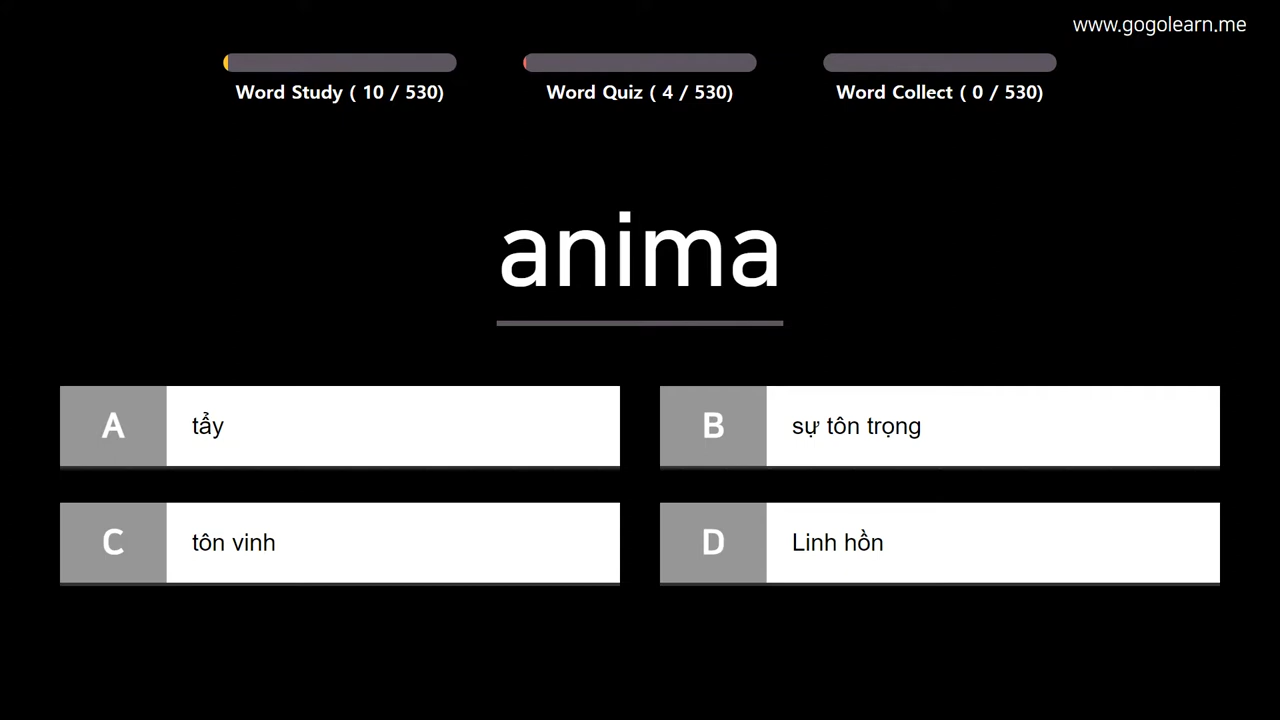 www.gogolearn.me
Word Study ( 10 / 530)
Word Quiz ( 4 / 530)
Word Collect ( 0 / 530)
anima
A tẩy
B sự tôn trọng
C tôn vinh
D Linh hồn